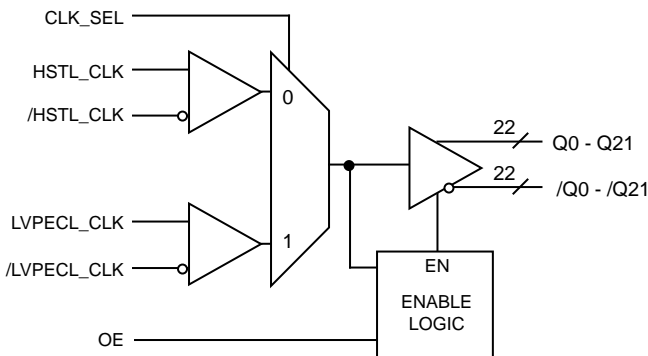 CLK_SEL
HSTL_CLK
/HSTL_CLK
0
22
Q0 - Q21
22
/Q0 - /Q21
LVPECL_CLK
/LVPECL_CLK
1
EN
ENABLE
LOGIC
OE